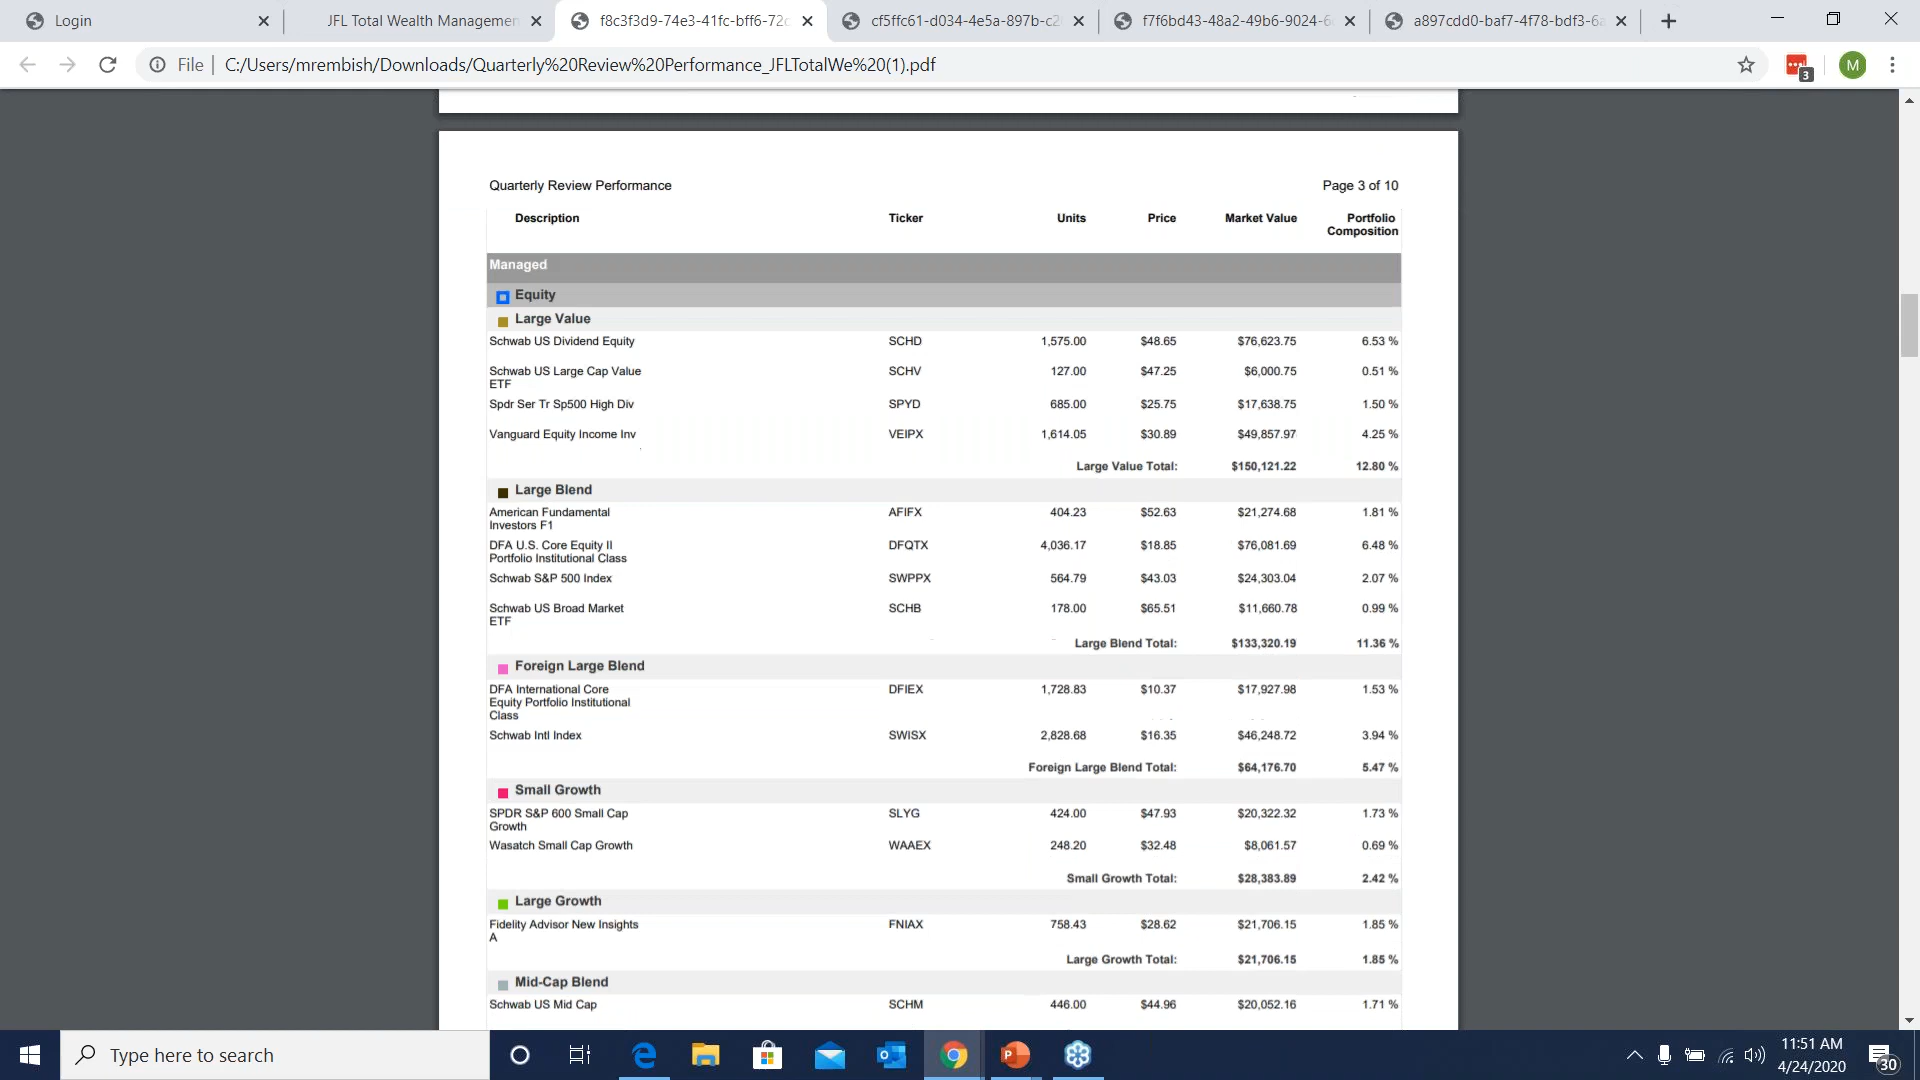 Login
JFL Total Wealth Management
f8c3f3d9-74e3-41fc-bff6-72
cf5ffc61-d034-4e5a-897b-c2
f7f6bd43-48a2-49b6-9024-6
a897cdd0-baf7-4f78-bdf3-6
File | C:/Users/mrembish/Downloads/Quarterly%20Review%20Performance_JFLTotalWe%20(1).pdf
3
M
Quarterly Review Performance Page 3 of 10
Description Ticker Units Price Market Value Portfolio
Composition
Managed
Equity
Large Value
Schwab US Dividend Equity SCHD 1,575.00 $48.65 $76,623.75 6.53 %
Schwab US Large Cap Value SCHV 127.00 $47.25 $6,000.75 0.51 %
ETF
Spdr Ser Tr Sp500 High Div SPYD 685.00 $25.75 $17,638.75 1.50 %
Vanguard Equity Income Inv VEIPX 1,614.05 $30.89 $49,857.97 4.25 %
Large Value Total: $150,121.22 12.80 %
Large Blend
American Fundamental AFIFX 404.23 $52.63 $21,274.68 1.81 %
Investors F1
DFA U.S. Core Equity II DFQTX 4,036.17 $18.85 $76,081.69 6.48 %
Portfolio Institutional Class
Schwab S&P 500 Index SWPPX 564.79 $43.03 $24,303.04 2.07 %
Schwab US Broad Market SCHB 178.00 $65.51 $11,660.78 0.99 %
ETF
Large Blend Total: $133,320.19 11.36 %
Foreign Large Blend
DFA International Core DFIEX 1,728.83 $10.37 $17,927.98 1.53 %
Equity Portfolio Institutional
Class
Schwab Intl Index SWISX 2,828.68 $16.35 $46,248.72 3.94 %
Foreign Large Blend Total: $64,176.70 5.47 %
Small Growth
SPDR S&P 600 Small Cap SLYG 424.00 $47.93 $20,322.32 1.73 %
Growth
Wasatch Small Cap Growth WAAEX 248.20 $32.48 $8,061.57 0.69 %
Small Growth Total: $28,383.89 2.42 %
Large Growth
Fidelity Advisor New Insights FNIAX 758.43 $28.62 $21,706.15 1.85 %
A
Large Growth Total: $21,706.15 1.85 %
Mid-Cap Blend
Schwab US Mid Cap SCHM 446.00 $44.96 $20,052.16 1.71 %
Type here to search
11:51 AM
4/24/2020
30